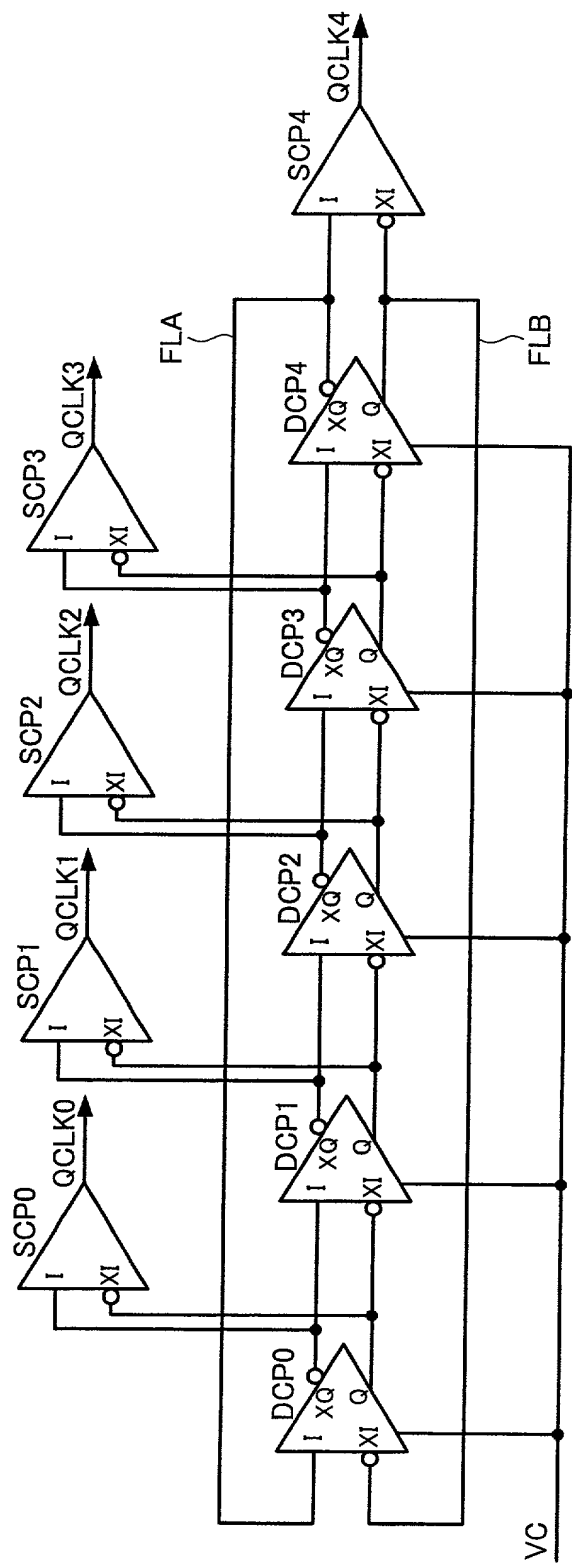 SCP0
I
XI
QCLK0
SCP1
I
XI
QCLK1
SCP2
I
XI
QCLK2
SCP3
I
XI
QCLK3
FLA
DCP0
I
XI
XQ
Q
DCP1
I
XI
XQ
Q
DCP2
I
XI
XQ
Q
DCP3
I
XI
XQ
Q
DCP4
I
XI
XQ
Q
SCP4
I
XI
QCLK4
FLB
VC